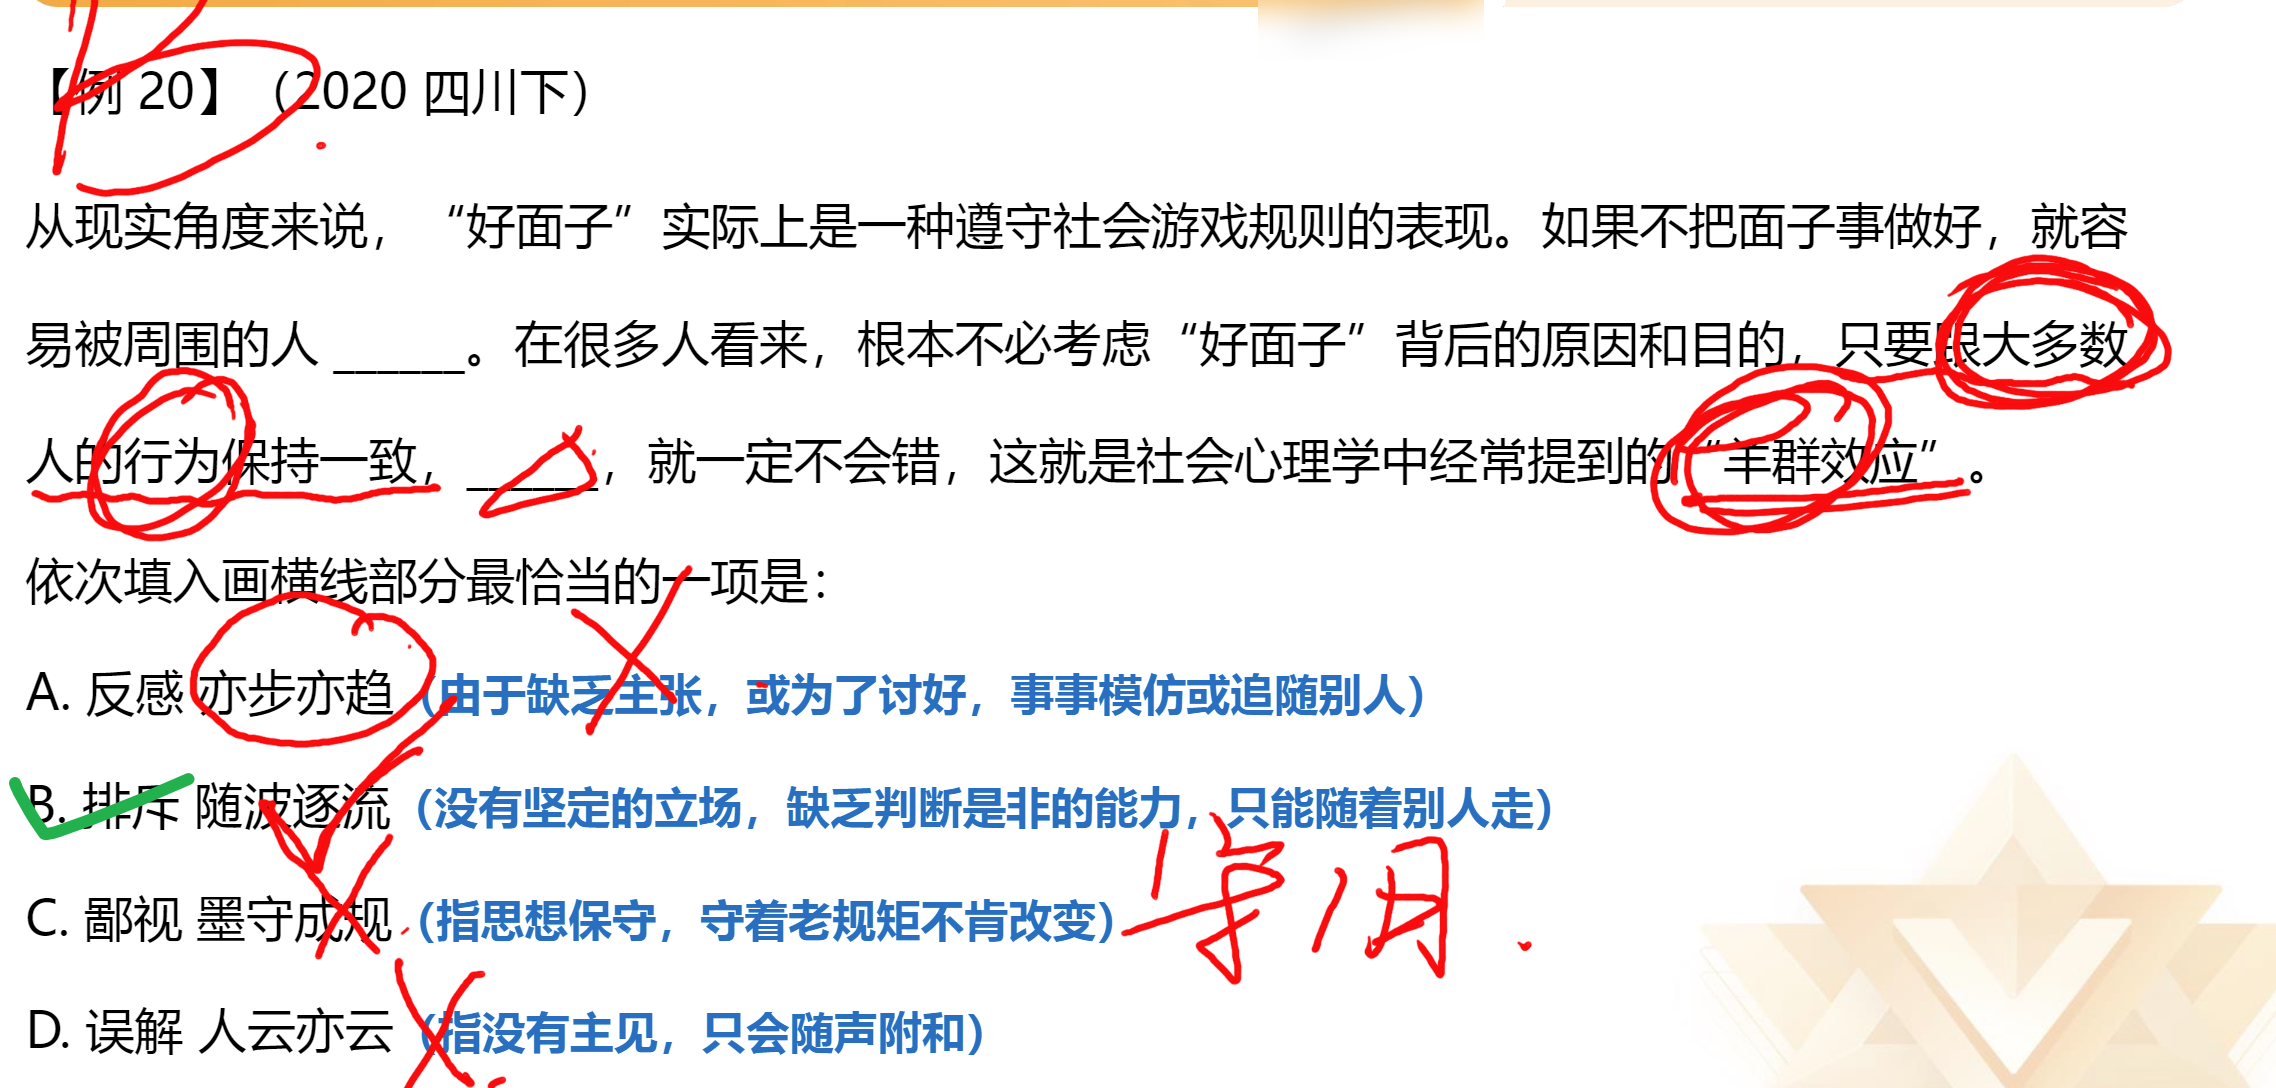 【例 20】（2020 四川下）
从现实角度来说，“好面子”实际上是一种遵守社会游戏规则的表现。如果不把面子事做好，就容
易被周围的人 ______。在很多人看来，根本不必考虑“好面子”背后的原因和目的，只要跟大多数
人的行为保持一致，______，就一定不会错，这就是社会心理学中经常提到的“羊群效应”。
依次填入画横线部分最恰当的一项是：
A. 反感 亦步亦趋（由于缺乏主张，或为了讨好，事事模仿或追随别人）
B. 排斥 随波逐流（没有坚定的立场，缺乏判断是非的能力，只能随着别人走）
C. 鄙视 墨守成规（指思想保守，守着老规矩不肯改变）
D. 误解 人云亦云（指没有主见，只会随声附和）